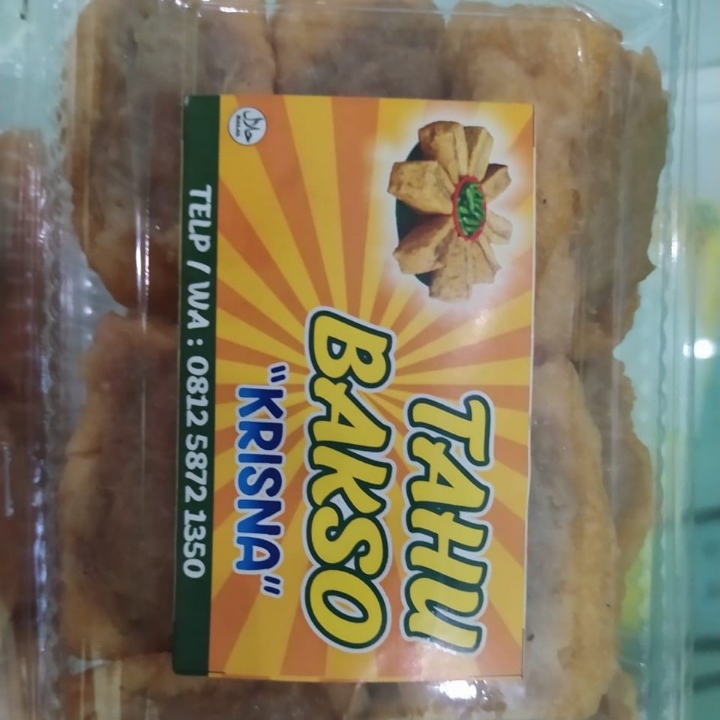 TAHU
BAKSO
"KRISNA"
TELP / WA : 0812 5872 1350